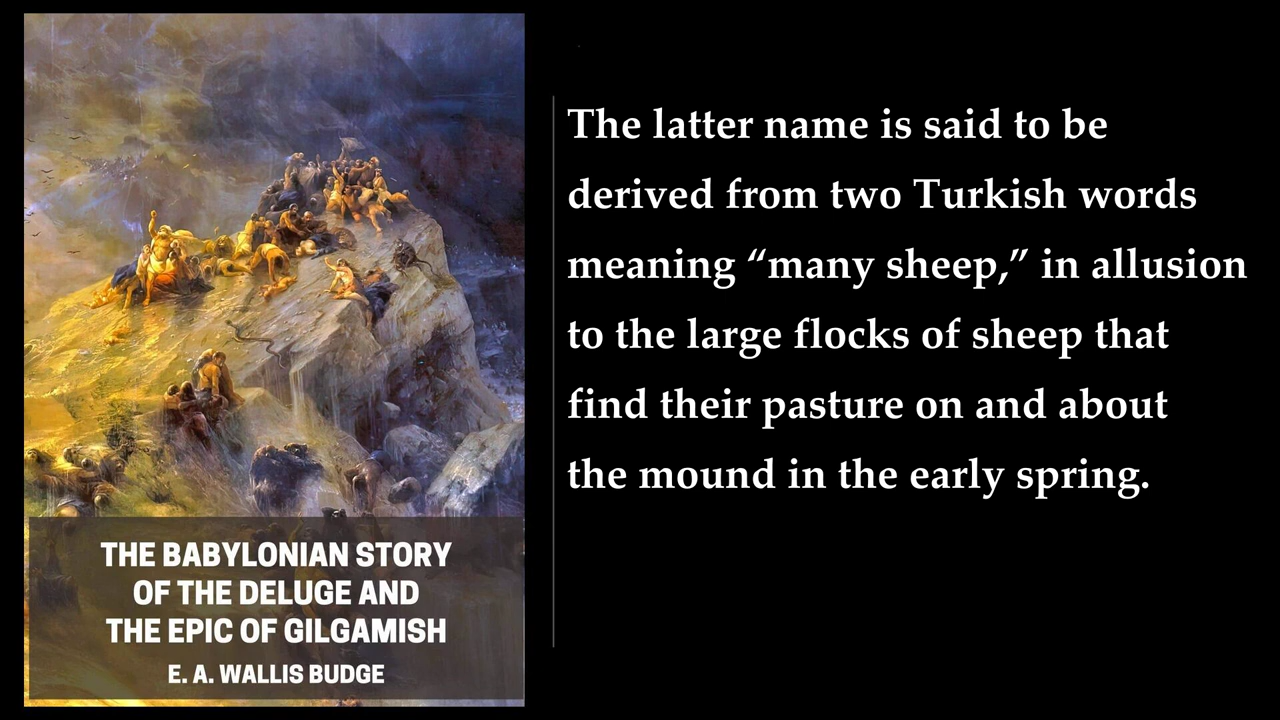 The latter name is said to be
derived from two Turkish words
meaning “many sheep,” in allusion
to the large flocks of sheep that
find their pasture on and about
the mound in the early spring.
THE BABYLONIAN STORY
OF THE DELUGE AND
THE EPIC OF GILGAMISH
E. A. WALLIS BUDGE